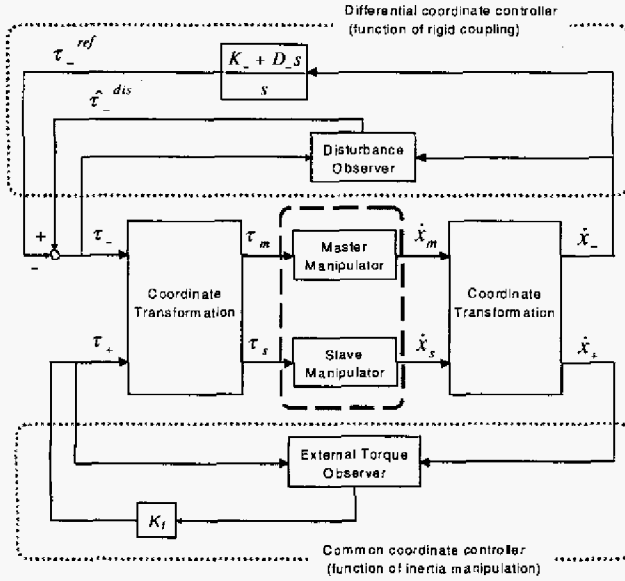 Differential coordinate controller
(function of rigid coupling)
τ_ ref
K_ + D_s
s
τ̂_ dis
Disturbance
Observer
+
-
τ_
τ_m
Master
Manipulator
ẋ_m
ẋ_
Coordinate
Transformation
Coordinate
Transformation
τ_+
τ_s
Slave
Manipulator
ẋ_s
ẋ_+
External Torque
Observer
K_f
Common coordinate controller
(function of inertia manipulation)